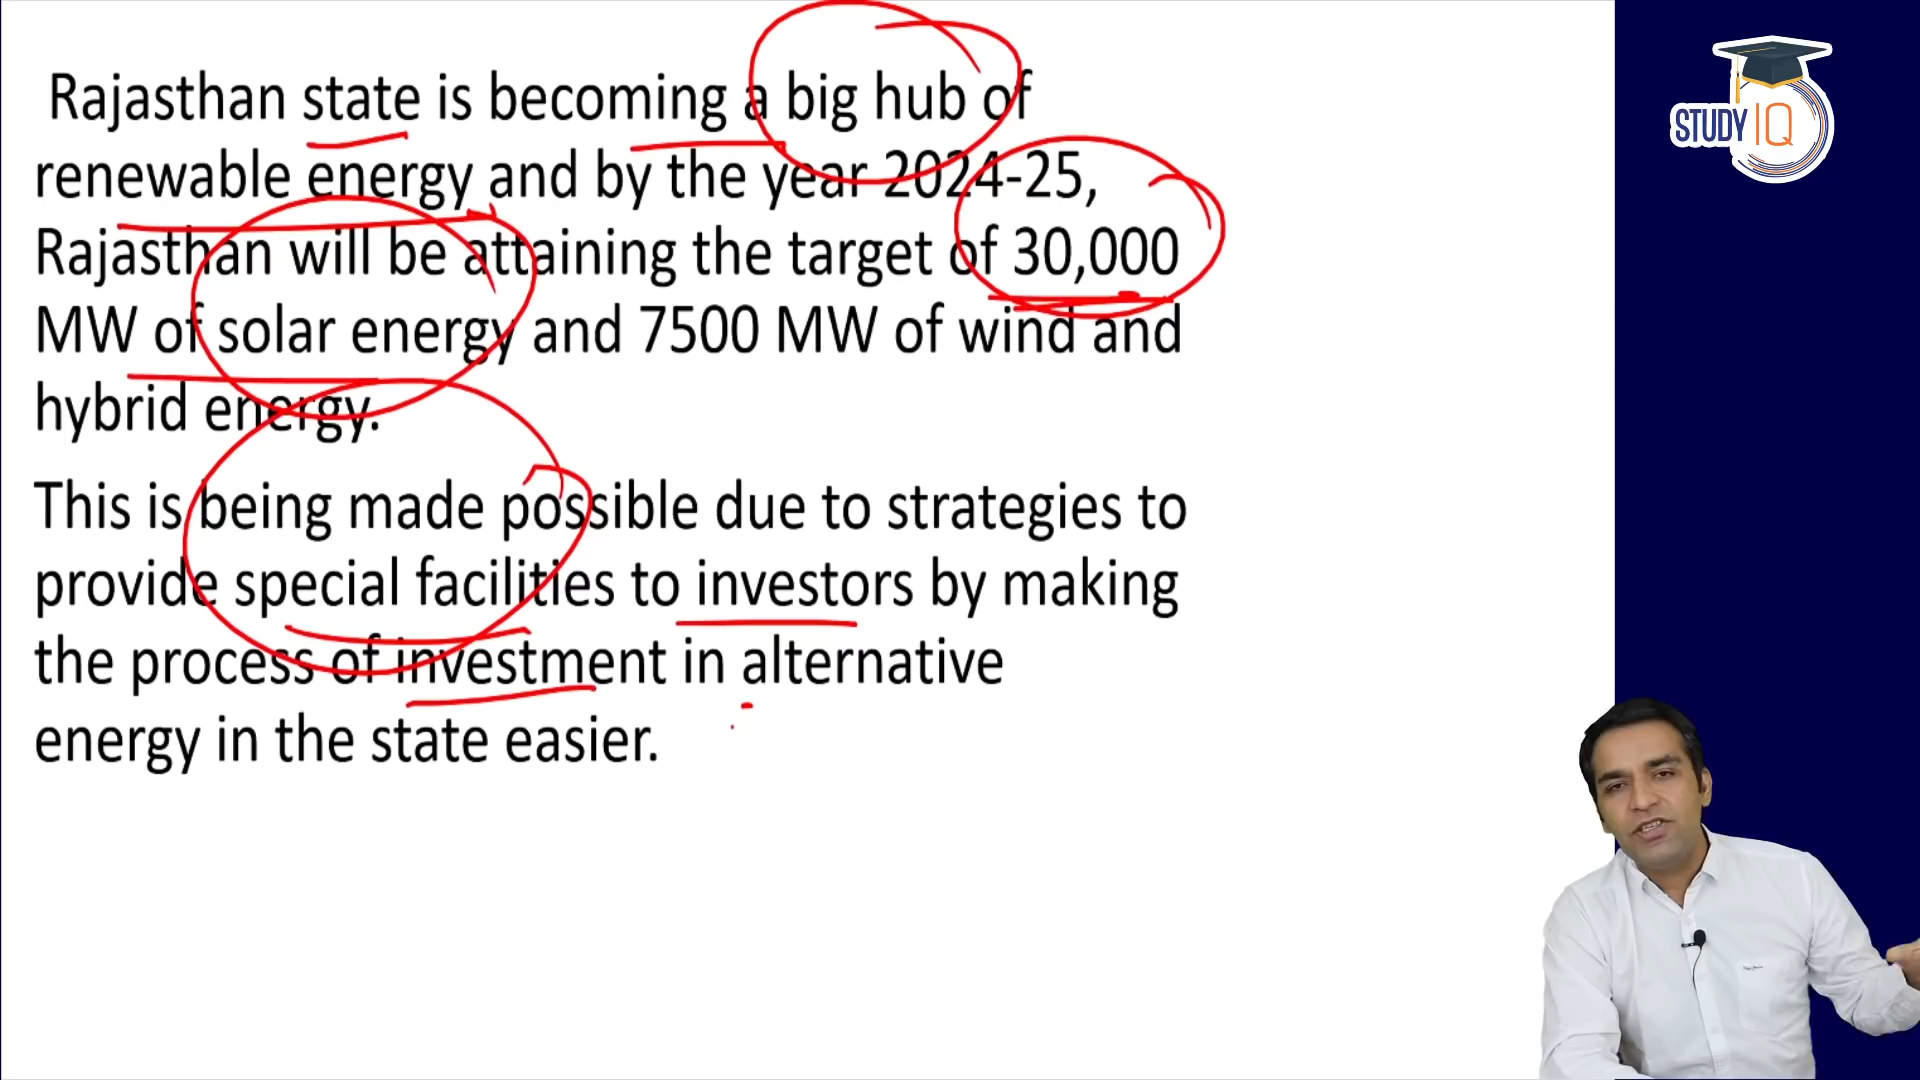 Rajasthan state is becoming a big hub of
renewable energy and by the year 2024-25,
Rajasthan will be attaining the target of 30,000
MW of solar energy and 7500 MW of wind and
hybrid energy.
This is being made possible due to strategies to
provide special facilities to investors by making
the process of investment in alternative
energy in the state easier.
STUDY IQ